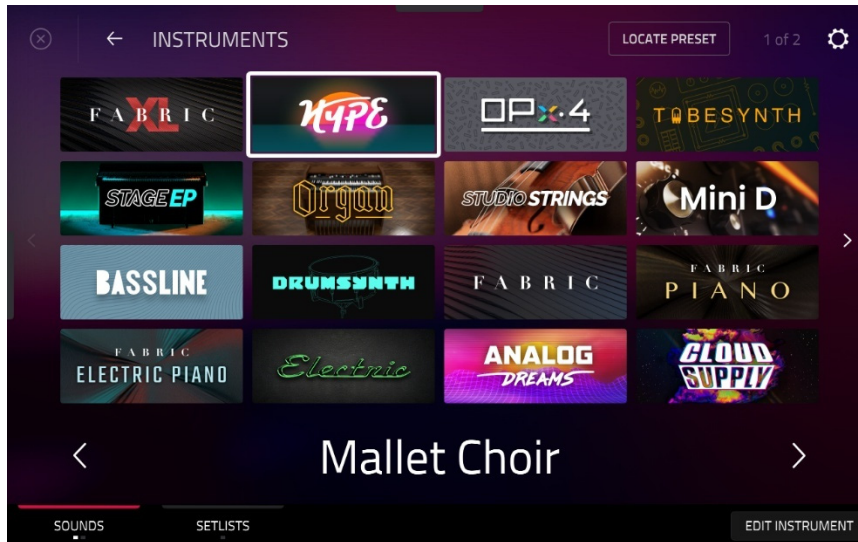 INSTRUMENTS LOCATE PRESET 1 of 2
FABRIC XL HYPE OPx·4 TUBESYNTH
STAGE EP Organ STUDIO STRINGS Mini D
BASSLINE DRUMSYNTH FABRIC FABRIC PIANO
FABRIC ELECTRIC PIANO Electric ANALOG DREAMS CLOUD SUPPLY
Mallet Choir
SOUNDS SETLISTS EDIT INSTRUMENT